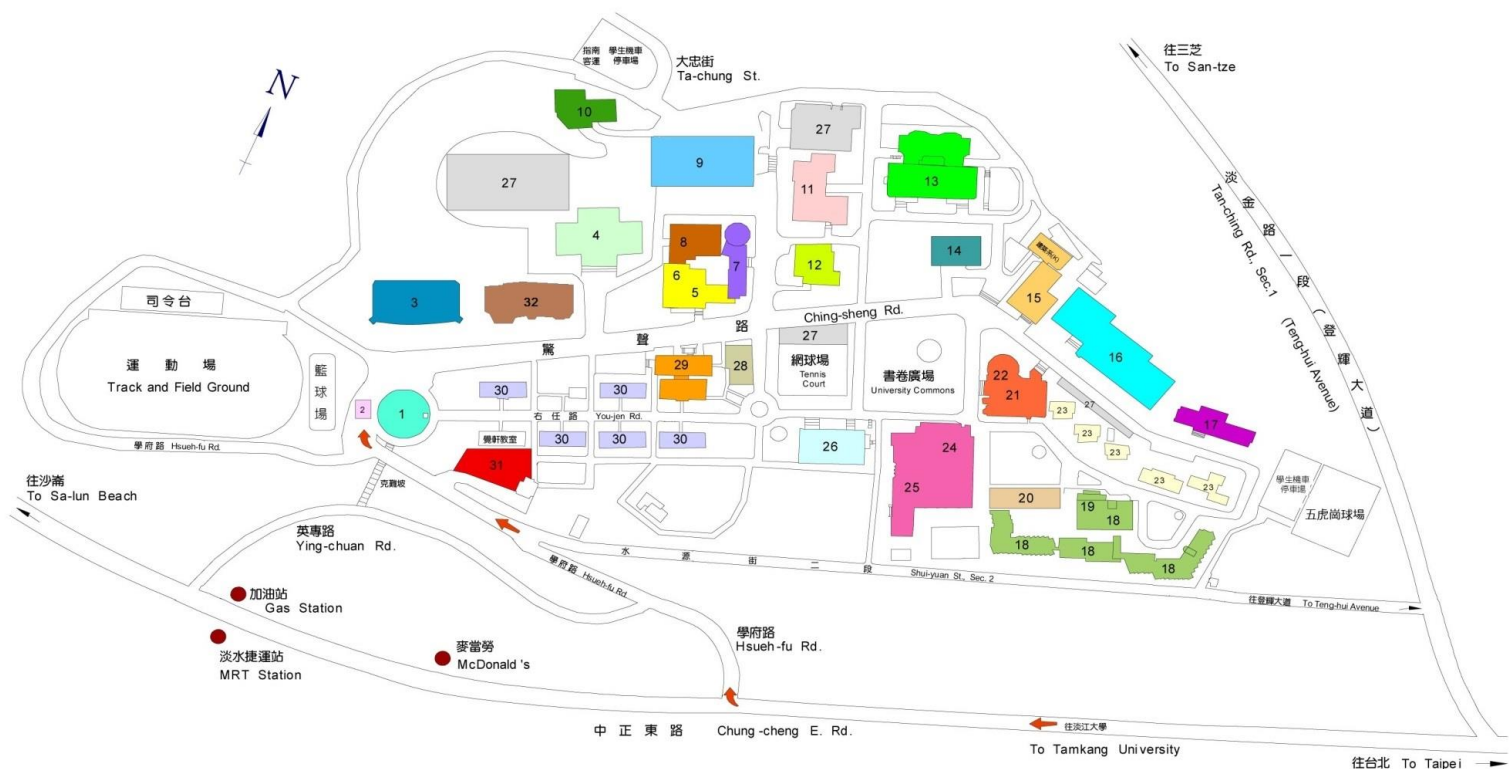 指南 學生機車
客運 停車場
大忠街
Ta-chung St.
往三芝
To San-tze
N
10
27
9
27
11
13
淡金路一段(登輝大道)
Tan-ching Rd., Sec.1 (Teng-hui Avenue)
4
8
7
6
5
12
14
建築系(K)
15
3
32
16
司令台
運動場
Track and Field Ground
籃球場
驚聲路
Ching-sheng Rd.
27
網球場
Tennis
Court
書卷廣場
University Commons
28
29
30
30
22
21
27
23
23
23
23
23
17
2
1
右任路 You-jen Rd.
覺軒教室
30
30
30
26
24
25
31
克難坡
20
19
18
18
18
18
學生機車
停車場
五虎崗球場
學府路 Hsueh-fu Rd.
往沙崙
To Sa-lun Beach
英專路
Ying-chuan Rd.
學府路 Hsueh-fu Rd.
水源街二段 Shui-yuan St., Sec. 2
往登輝大道 To Teng-hui Avenue
加油站
Gas Station
淡水捷運站
MRT Station
麥當勞
McDonald's
學府路
Hsueh-fu Rd.
中正東路 Chung-cheng E. Rd.
往淡江大學
To Tamkang University
往台北 To Taipei